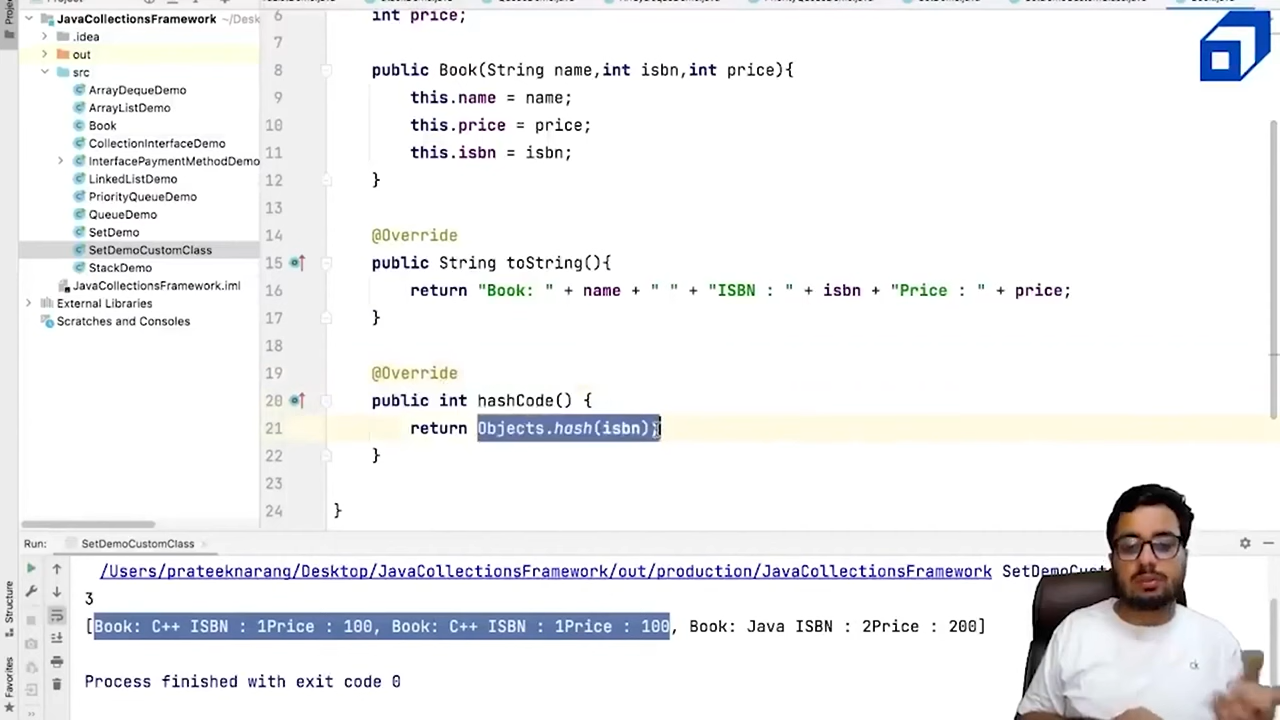 JavaCollectionsFramework ~/Desk
.idea
out
src
ArrayDequeDemo
ArrayListDemo
Book
CollectionInterfaceDemo
InterfacePaymentMethodDemo
LinkedListDemo
PriorityQueueDemo
QueueDemo
SetDemo
SetDemoCustomClass
StackDemo
JavaCollectionsFramework.iml
External Libraries
Scratches and Consoles
6 int price;
7
8 public Book(String name,int isbn,int price){
9 this.name = name;
10 this.price = price;
11 this.isbn = isbn;
12 }
13
14 @Override
15 public String toString(){
16 return "Book: " + name + " " + "ISBN : " + isbn + "Price : " + price;
17 }
18
19 @Override
20 public int hashCode() {
21 return Objects.hash(isbn);
22 }
23
24 }
Run: SetDemoCustomClass
/Users/prateeknarang/Desktop/JavaCollectionsFramework/out/production/JavaCollectionsFramework SetDemoCust
3
[Book: C++ ISBN : 1Price : 100, Book: C++ ISBN : 1Price : 100, Book: Java ISBN : 2Price : 200]
Process finished with exit code 0
Structure
Favorites